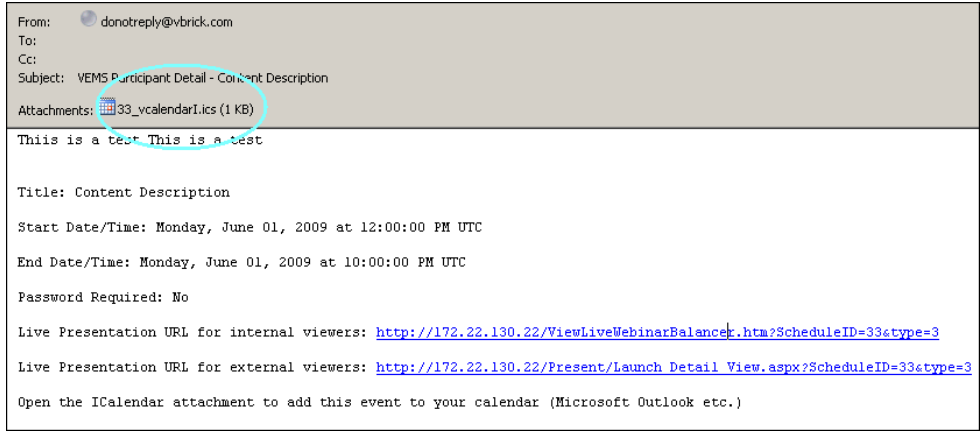 From: donotreply@vbrick.com
To:
Cc:
Subject: VEMS Participant Detail - Content Description
Attachments: 33_vcalendarI.ics (1 KB)
Thiis is a test This is a test
Title: Content Description
Start Date/Time: Monday, June 01, 2009 at 12:00:00 PM UTC
End Date/Time: Monday, June 01, 2009 at 10:00:00 PM UTC
Password Required: No
Live Presentation URL for internal viewers: http://172.22.130.22/ViewLiveWebinarBalancer.htm?ScheduleID=33&type=3
Live Presentation URL for external viewers: http://172.22.130.22/Present/Launch_Detail_View.aspx?ScheduleID=33&type=3
Open the ICalendar attachment to add this event to your calendar (Microsoft Outlook etc.)